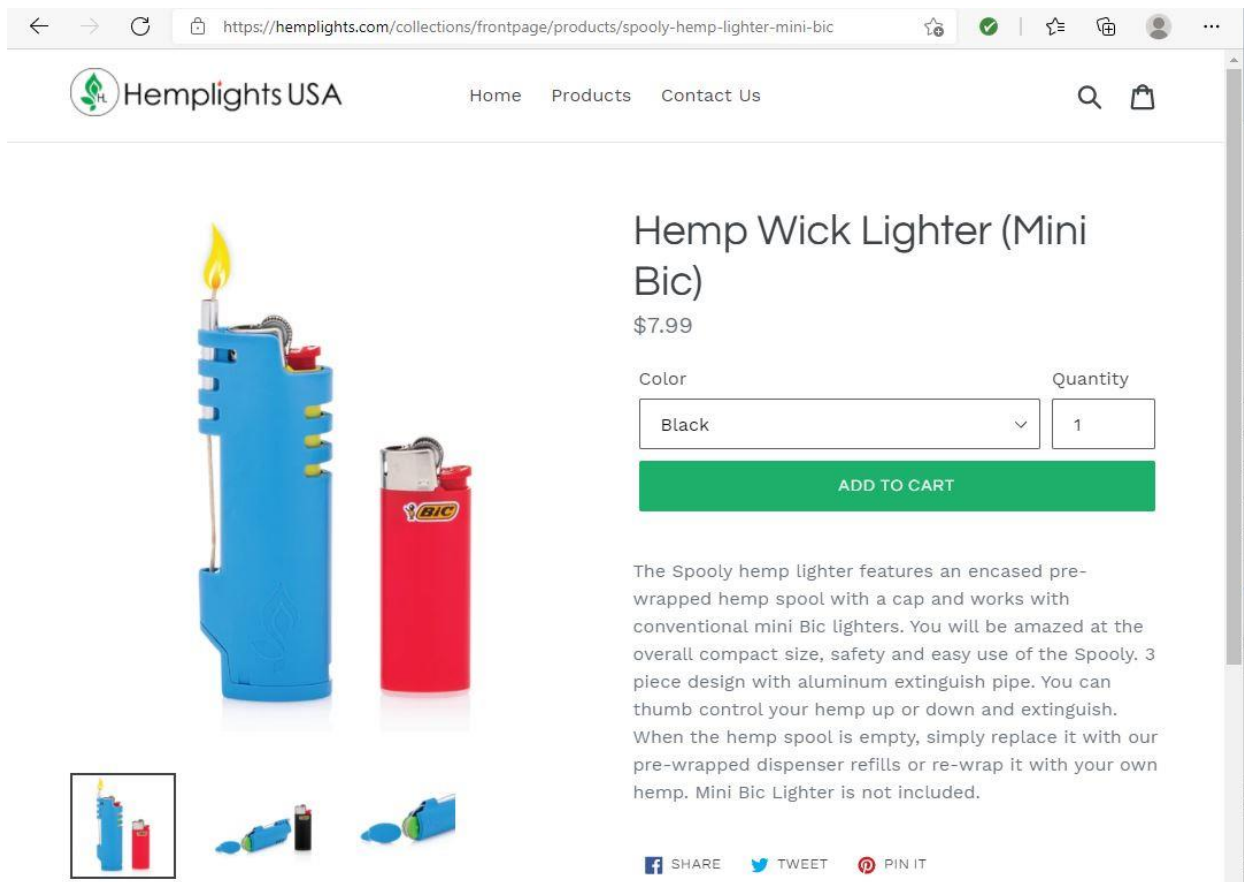 https://hemplights.com/collections/frontpage/products/spooly-hemp-lighter-mini-bic
HL
Hemplights USA
Home Products Contact Us
Hemp Wick Lighter (Mini
Bic)
$7.99
Color Quantity
Black 1
ADD TO CART
BiC
The Spooly hemp lighter features an encased pre-
wrapped hemp spool with a cap and works with
conventional mini Bic lighters. You will be amazed at the
overall compact size, safety and easy use of the Spooly. 3
piece design with aluminum extinguish pipe. You can
thumb control your hemp up or down and extinguish.
When the hemp spool is empty, simply replace it with our
pre-wrapped dispenser refills or re-wrap it with your own
hemp. Mini Bic Lighter is not included.
SHARE TWEET PIN IT